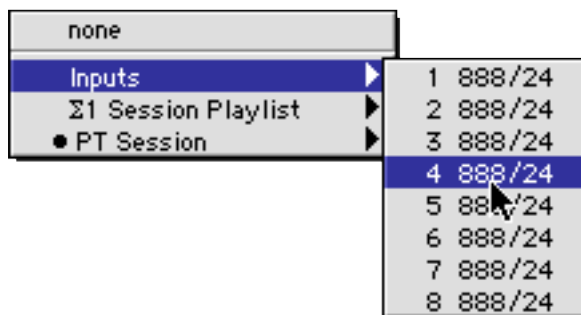 none
Inputs
Σ1 Session Playlist
● PT Session
1 888/24
2 888/24
3 888/24
4 888/24
5 888/24
6 888/24
7 888/24
8 888/24